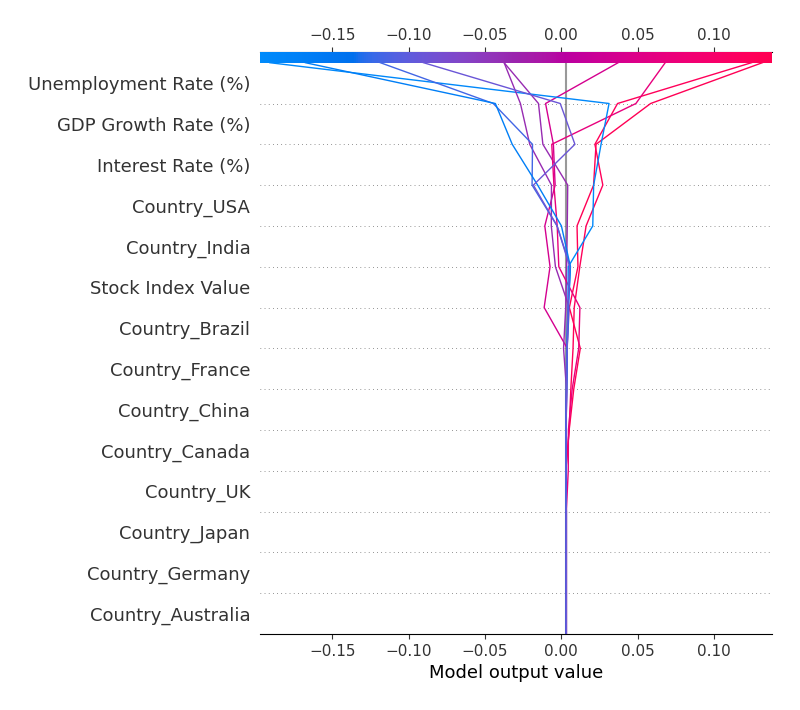 −0.15 −0.10 −0.05 0.00 0.05 0.10
Unemployment Rate (%)
GDP Growth Rate (%)
Interest Rate (%)
Country_USA
Country_India
Stock Index Value
Country_Brazil
Country_France
Country_China
Country_Canada
Country_UK
Country_Japan
Country_Germany
Country_Australia
−0.15 −0.10 −0.05 0.00 0.05 0.10
Model output value